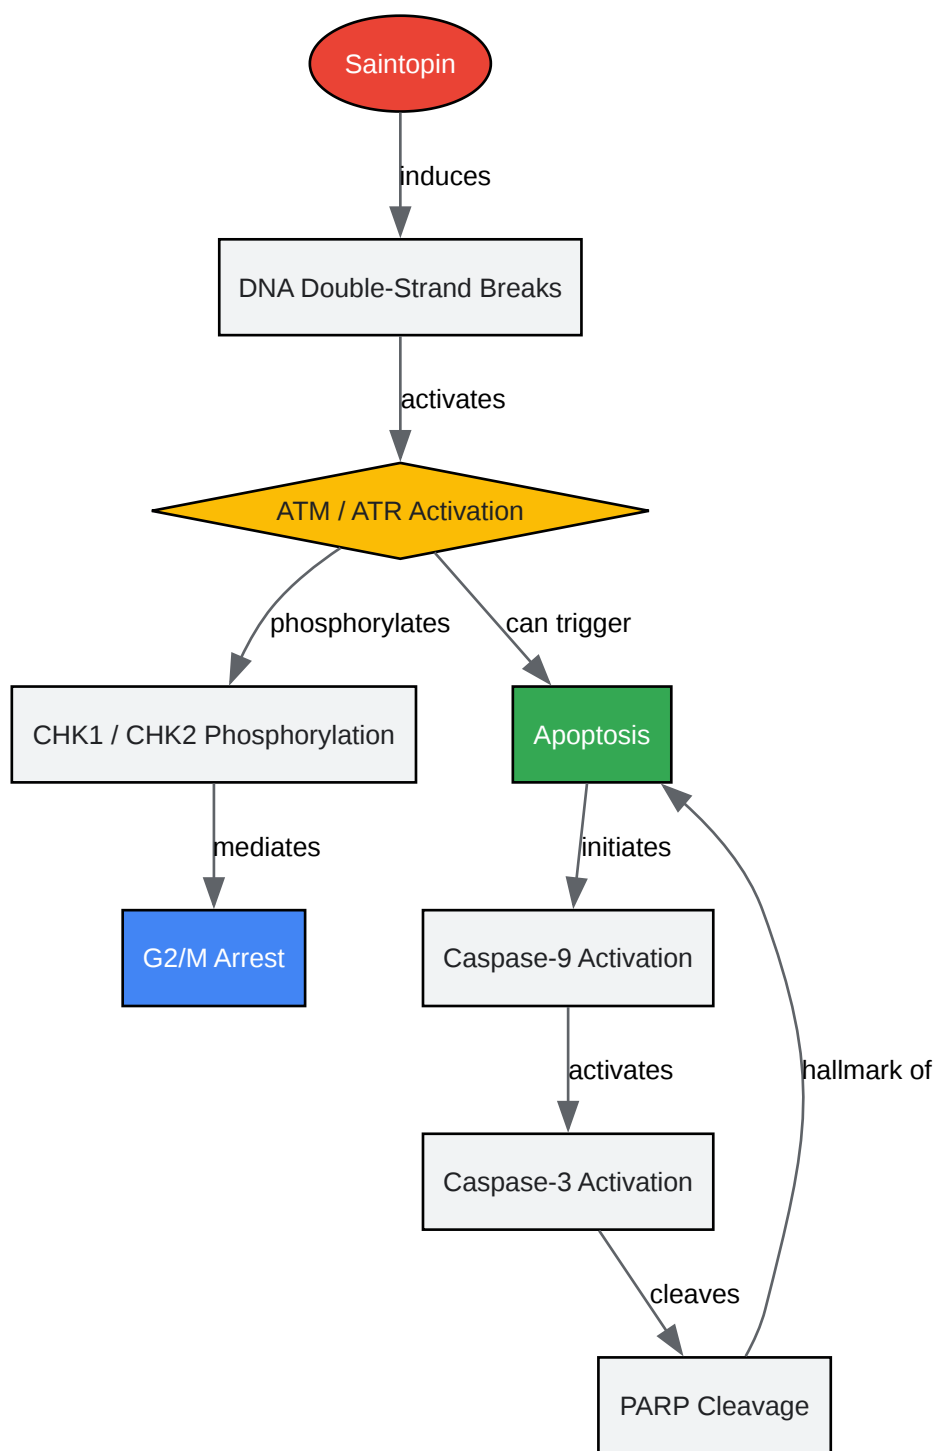 Saintopin
induces
DNA Double-Strand Breaks
activates
ATM / ATR Activation
phosphorylates
can trigger
CHK1 / CHK2 Phosphorylation
Apoptosis
mediates
initiates
G2/M Arrest
Caspase-9 Activation
activates
hallmark of
Caspase-3 Activation
cleaves
PARP Cleavage